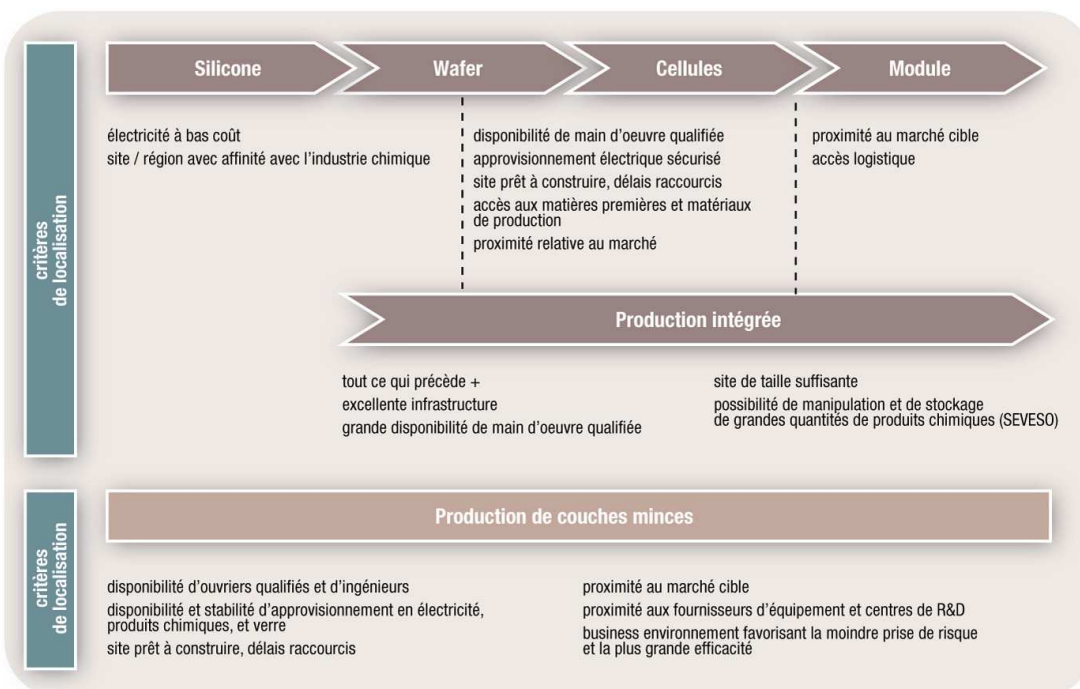 critères
de localisation
Silicone
Wafer
Cellules
Module
électricité à bas coût
site / région avec affinité avec l'industrie chimique
disponibilité de main d'oeuvre qualifiée
approvisionnement électrique sécurisé
site prêt à construire, délais raccourcis
accès aux matières premières et matériaux
de production
proximité relative au marché
proximité au marché cible
accès logistique
Production intégrée
tout ce qui précède +
excellente infrastructure
grande disponibilité de main d'oeuvre qualifiée
site de taille suffisante
possibilité de manipulation et de stockage
de grandes quantités de produits chimiques (SEVESO)
critères
de localisation
Production de couches minces
disponibilité d'ouvriers qualifiés et d'ingénieurs
disponibilité et stabilité d'approvisionnement en électricité,
produits chimiques, et verre
site prêt à construire, délais raccourcis
proximité au marché cible
proximité aux fournisseurs d'équipement et centres de R&D
business environnement favorisant la moindre prise de risque
et la plus grande efficacité